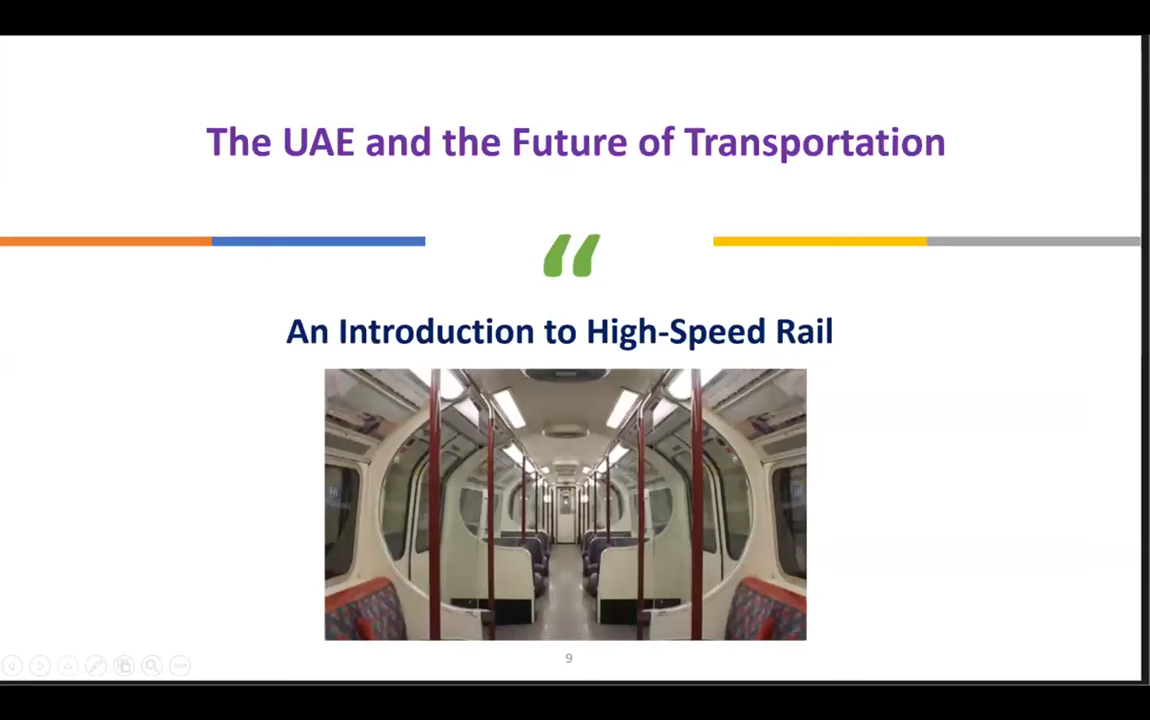 The UAE and the Future of Transportation
“
An Introduction to High-Speed Rail
9